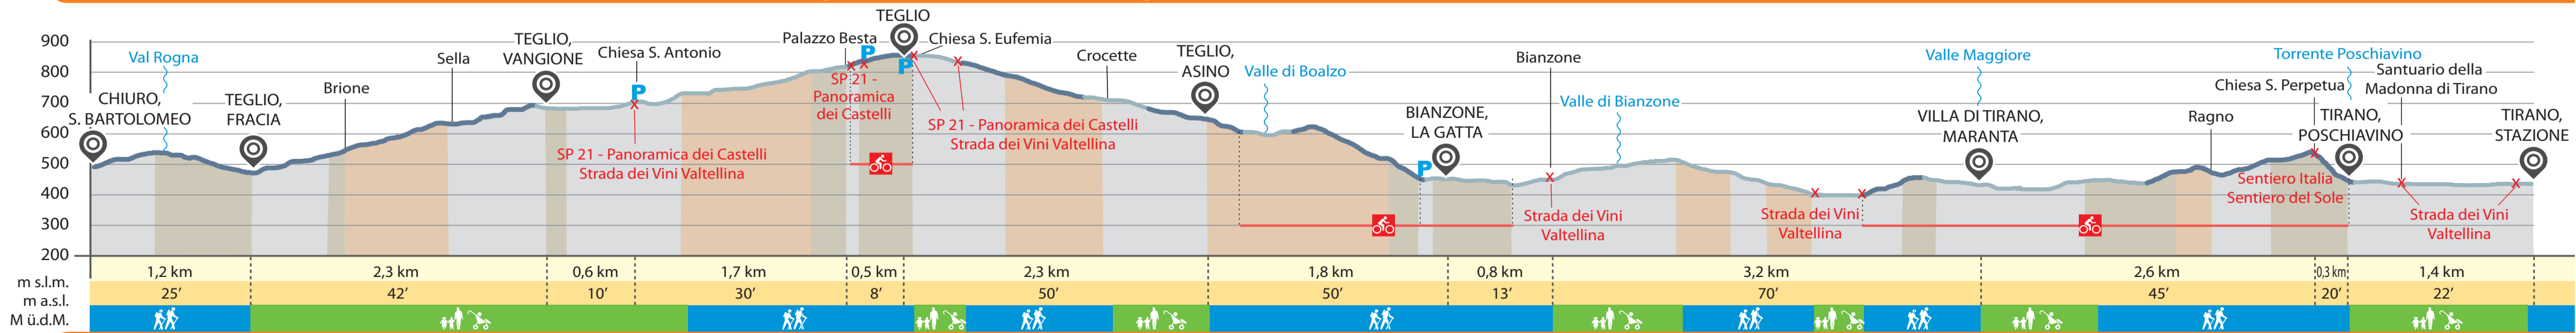 TEGLIO
900
800
700
600
500
400
300
200
CHIURO,
S. BARTOLOMEO
Val Rogna
TEGLIO,
FRACIA
Brione
Sella
TEGLIO,
VANGIONE
Chiesa S. Antonio
P
SP 21 - Panoramica dei Castelli
Strada dei Vini Valtellina
Palazzo Besta
P
P
SP 21 -
Panoramica
dei Castelli
Chiesa S. Eufemia
SP 21 - Panoramica dei Castelli
Strada dei Vini Valtellina
Crocette
TEGLIO,
ASINO
Valle di Boalzo
P
BIANZONE,
LA GATTA
Bianzone
Strada dei Vini
Valtellina
Valle di Bianzone
Strada dei Vini
Valtellina
Valle Maggiore
VILLA DI TIRANO,
MARANTA
Ragno
Chiesa S. Perpetua
Sentiero Italia
Sentiero del Sole
Torrente Poschiavino
TIRANO,
POSCHIAVINO
Santuario della
Madonna di Tirano
Strada dei Vini
Valtellina
TIRANO,
STAZIONE
1,2 km 2,3 km 0,6 km 1,7 km 0,5 km 2,3 km 1,8 km 0,8 km 3,2 km 2,6 km 0,3 km 1,4 km
25’ 42’ 10’ 30’ 8’ 50’ 50’ 13’ 70’ 45’ 20’ 22’
m s.l.m.
m a.s.l.
M ü.d.M.